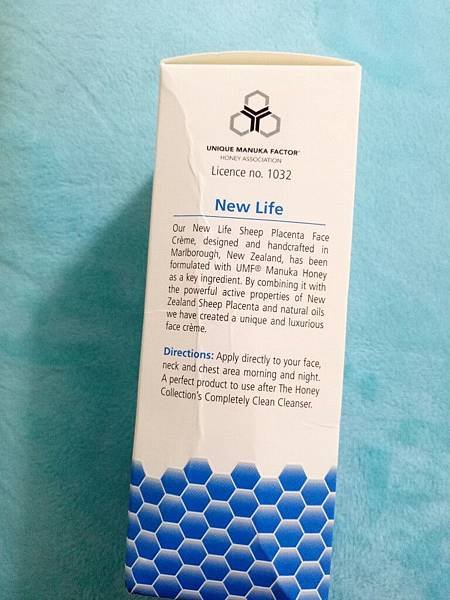 UNIQUE MANUKA FACTOR
HONEY ASSOCIATION
Licence no. 1032
New Life
Our New Life Sheep Placenta Face
Crème, designed and handcrafted in
Marlborough, New Zealand, has been
formulated with UMF® Manuka Honey
as a key ingredient. By combining it with
the powerful active properties of New
Zealand Sheep Placenta and natural oils
we have created a unique and luxurious
face crème.
Directions: Apply directly to your face,
neck and chest area morning and night.
A perfect product to use after The Honey
Collection's Completely Clean Cleanser.